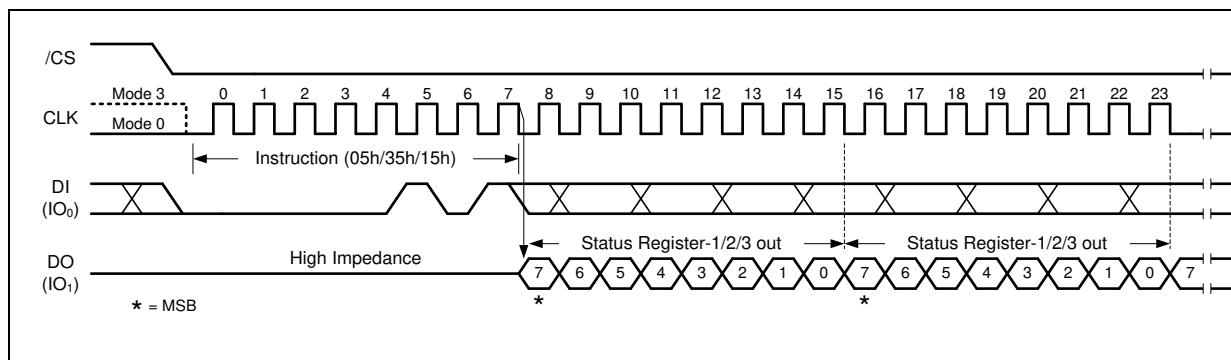 /CS
Mode 3 0 1 2 3 4 5 6 7 8 9 10 11 12 13 14 15 16 17 18 19 20 21 22 23
CLK
Mode 0
Instruction (05h/35h/15h)
DI
(IO₀)
Status Register-1/2/3 out Status Register-1/2/3 out
High Impedance
DO
(IO₁)
7 6 5 4 3 2 1 0 7 6 5 4 3 2 1 0 7
* *
* = MSB